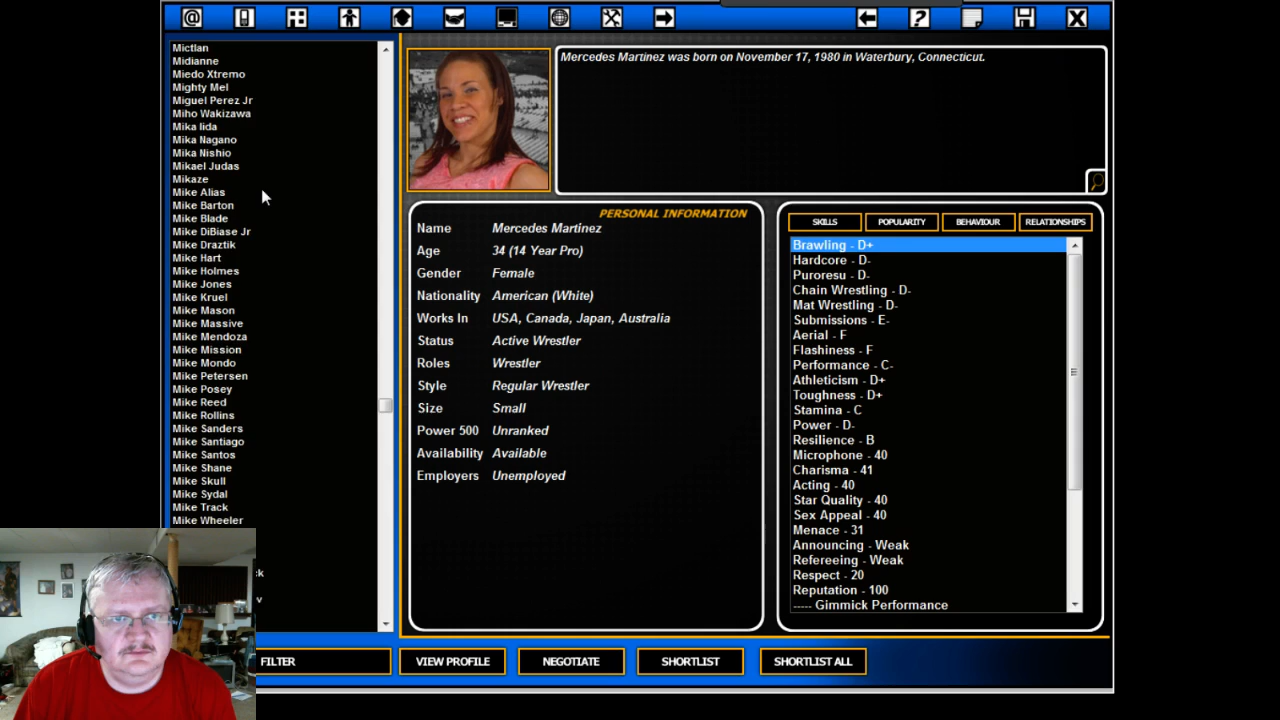 Mictlan
Midianne
Miedo Xtremo
Mighty Mel
Miguel Perez Jr
Miho Wakizawa
Mika Iida
Mika Nagano
Mika Nishio
Mikael Judas
Mikaze
Mike Alias
Mike Barton
Mike Blade
Mike DiBiase Jr
Mike Draztik
Mike Hart
Mike Holmes
Mike Jones
Mike Kruel
Mike Mason
Mike Massive
Mike Mendoza
Mike Mission
Mike Mondo
Mike Petersen
Mike Posey
Mike Reed
Mike Rollins
Mike Sanders
Mike Santiago
Mike Santos
Mike Shane
Mike Skull
Mike Sydal
Mike Track
Mike Wheeler
Mercedes Martinez was born on November 17, 1980 in Waterbury, Connecticut.
PERSONAL INFORMATION
Name Mercedes Martinez
Age 34 (14 Year Pro)
Gender Female
Nationality American (White)
Works In USA, Canada, Japan, Australia
Status Active Wrestler
Roles Wrestler
Style Regular Wrestler
Size Small
Power 500 Unranked
Availability Available
Employers Unemployed
SKILLS POPULARITY BEHAVIOUR RELATIONSHIPS
Brawling - D+
Hardcore - D-
Puroresu - D-
Chain Wrestling - D-
Mat Wrestling - D-
Submissions - E-
Aerial - F
Flashiness - F
Performance - C-
Athleticism - D+
Toughness - D+
Stamina - C
Power - D-
Resilience - B
Microphone - 40
Charisma - 41
Acting - 40
Star Quality - 40
Sex Appeal - 40
Menace - 31
Announcing - Weak
Refereeing - Weak
Respect - 20
Reputation - 100
----- Gimmick Performance
FILTER VIEW PROFILE NEGOTIATE SHORTLIST SHORTLIST ALL